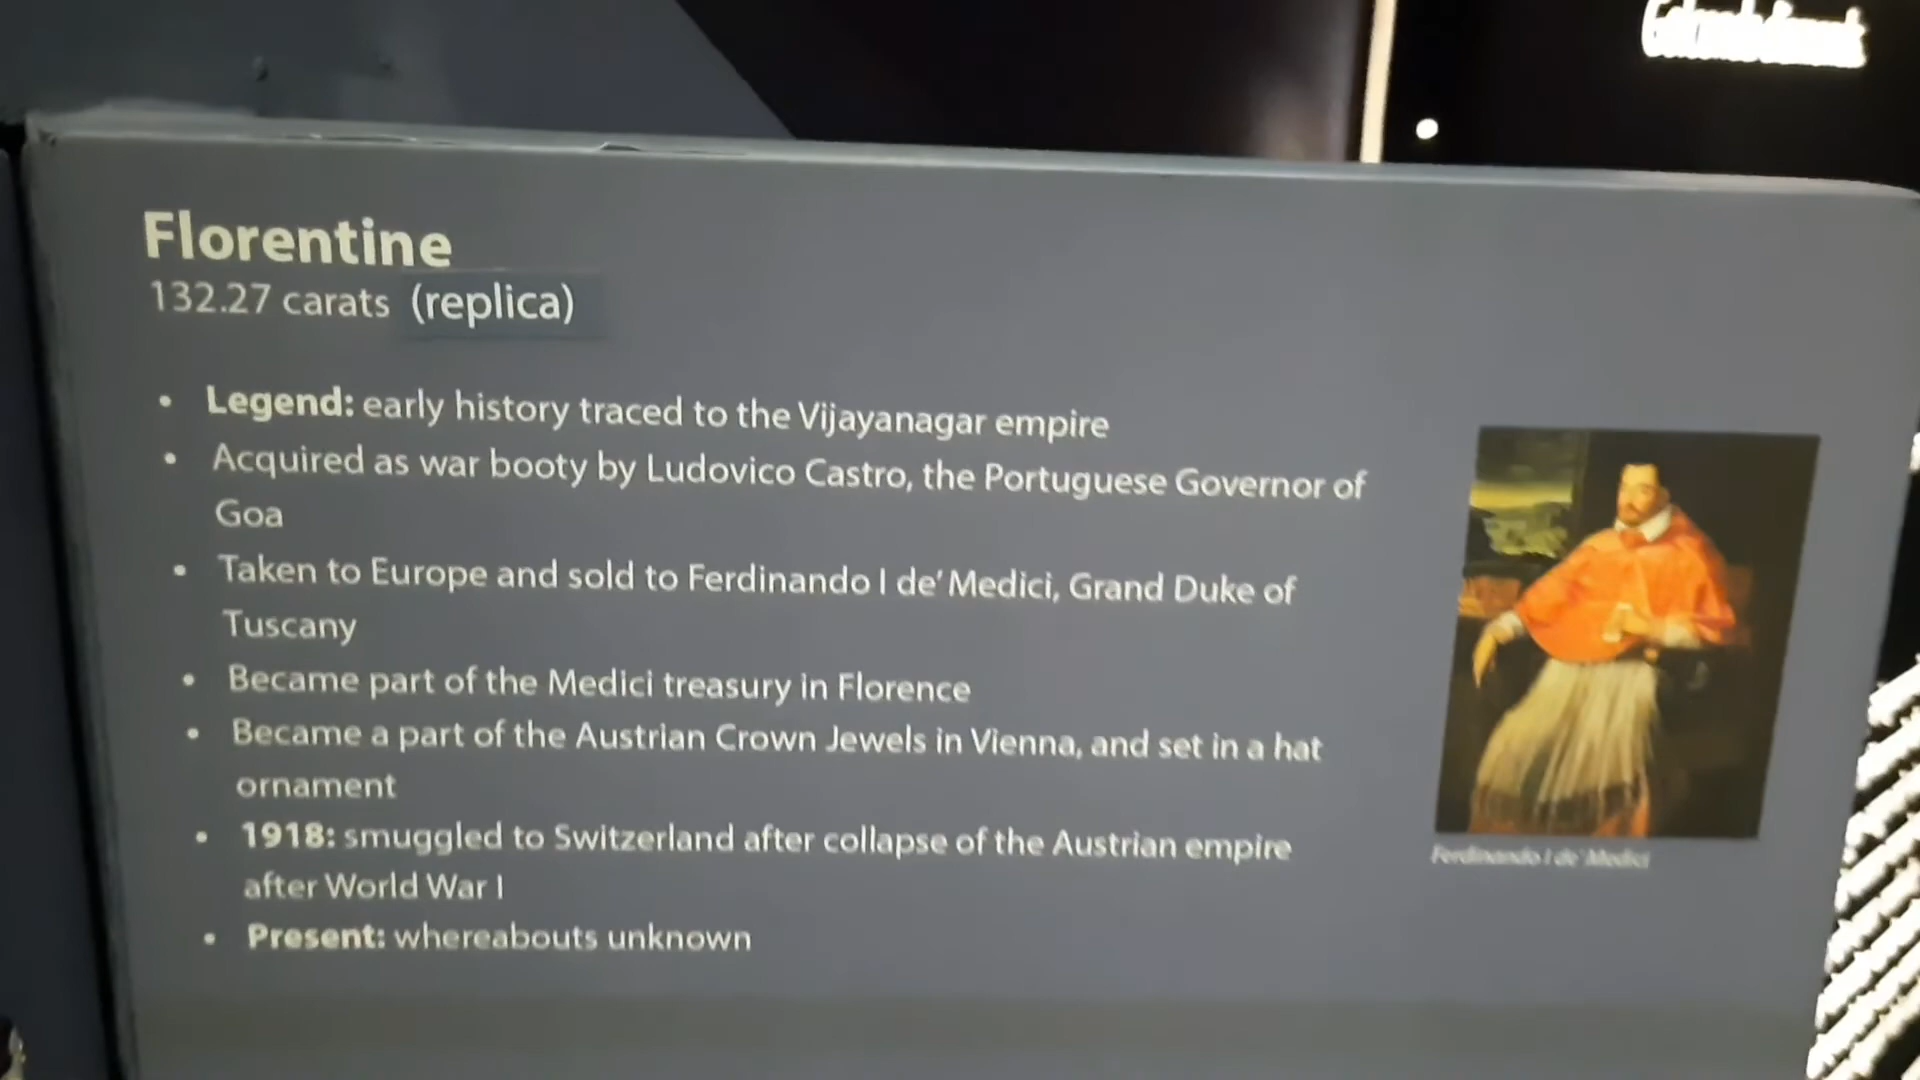 Florentine
132.27 carats (replica)
• Legend: early history traced to the Vijayanagar empire
• Acquired as war booty by Ludovico Castro, the Portuguese Governor of
Goa
• Taken to Europe and sold to Ferdinando I de' Medici, Grand Duke of
Tuscany
• Became part of the Medici treasury in Florence
• Became a part of the Austrian Crown Jewels in Vienna, and set in a hat
ornament
• 1918: smuggled to Switzerland after collapse of the Austrian empire
after World War I
• Present: whereabouts unknown
Ferdinando I de' Medici